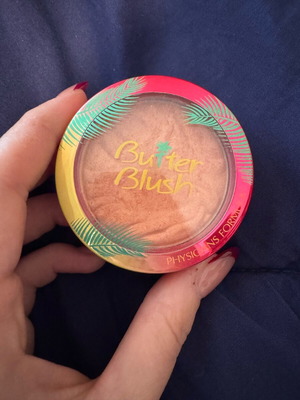 Butter
Blush
PHYSICIANS FORMULA